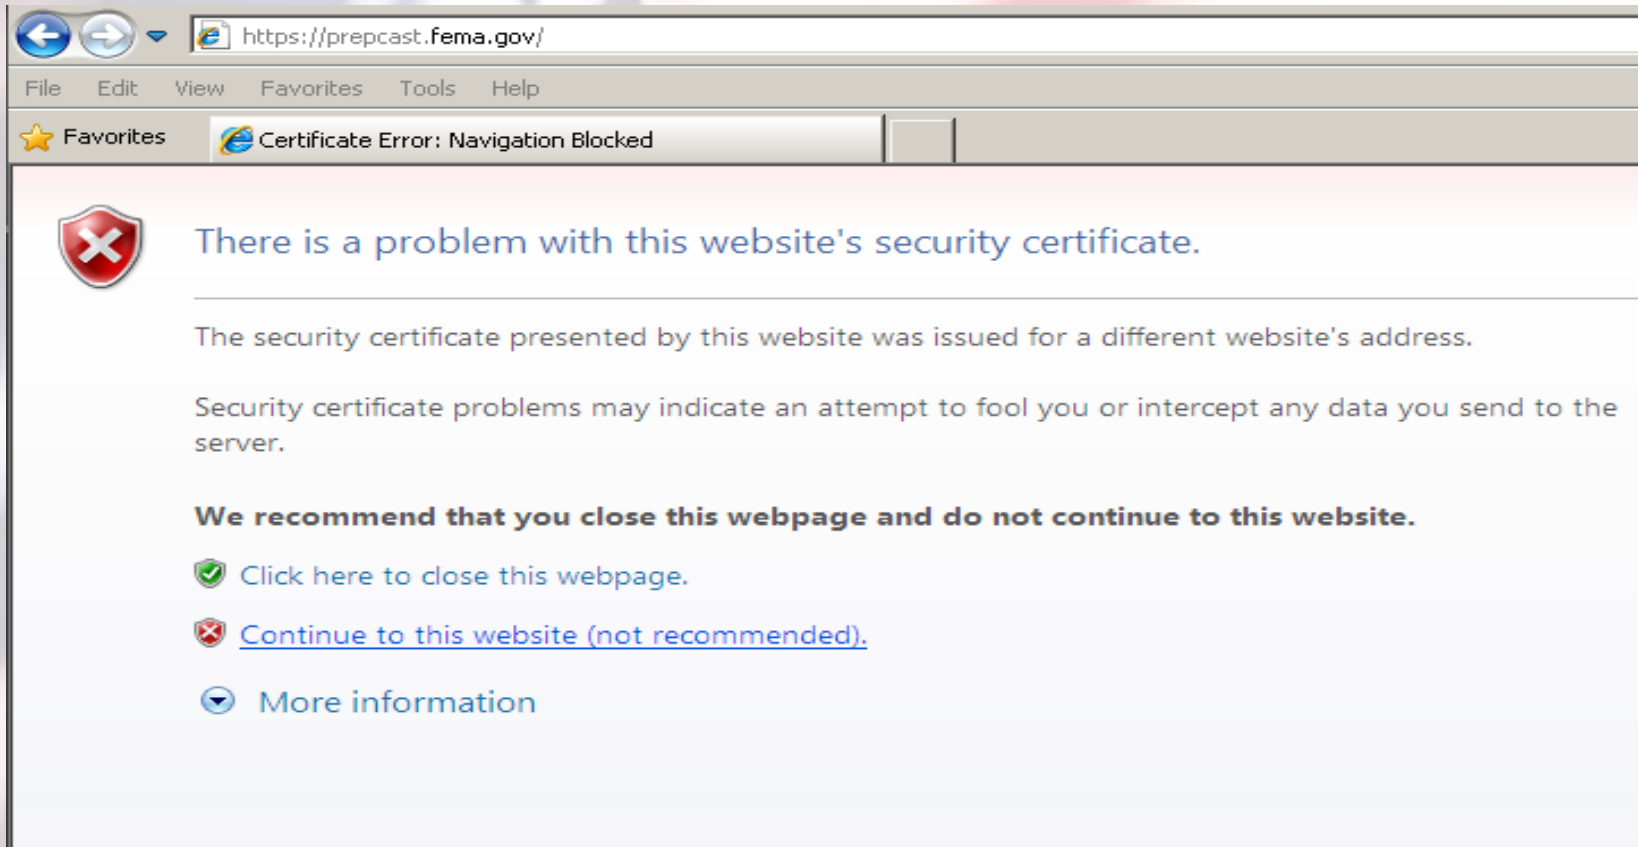 https://prepcast.fema.gov/
File Edit View Favorites Tools Help
Favorites Certificate Error: Navigation Blocked
There is a problem with this website's security certificate.
The security certificate presented by this website was issued for a different website's address.
Security certificate problems may indicate an attempt to fool you or intercept any data you send to the
server.
We recommend that you close this webpage and do not continue to this website.
Click here to close this webpage.
Continue to this website (not recommended).
More information